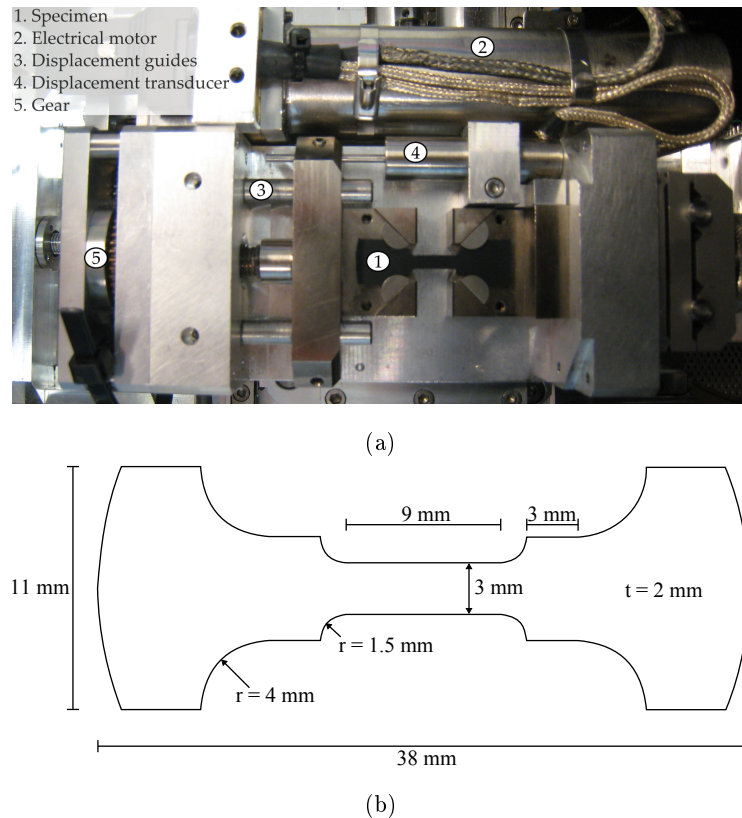 1. Specimen
2. Electrical motor
3. Displacement guides
4. Displacement transducer
5. Gear
2
4
3
1
5
(a)
9 mm
3 mm
11 mm
3 mm
t = 2 mm
r = 1.5 mm
r = 4 mm
38 mm
(b)